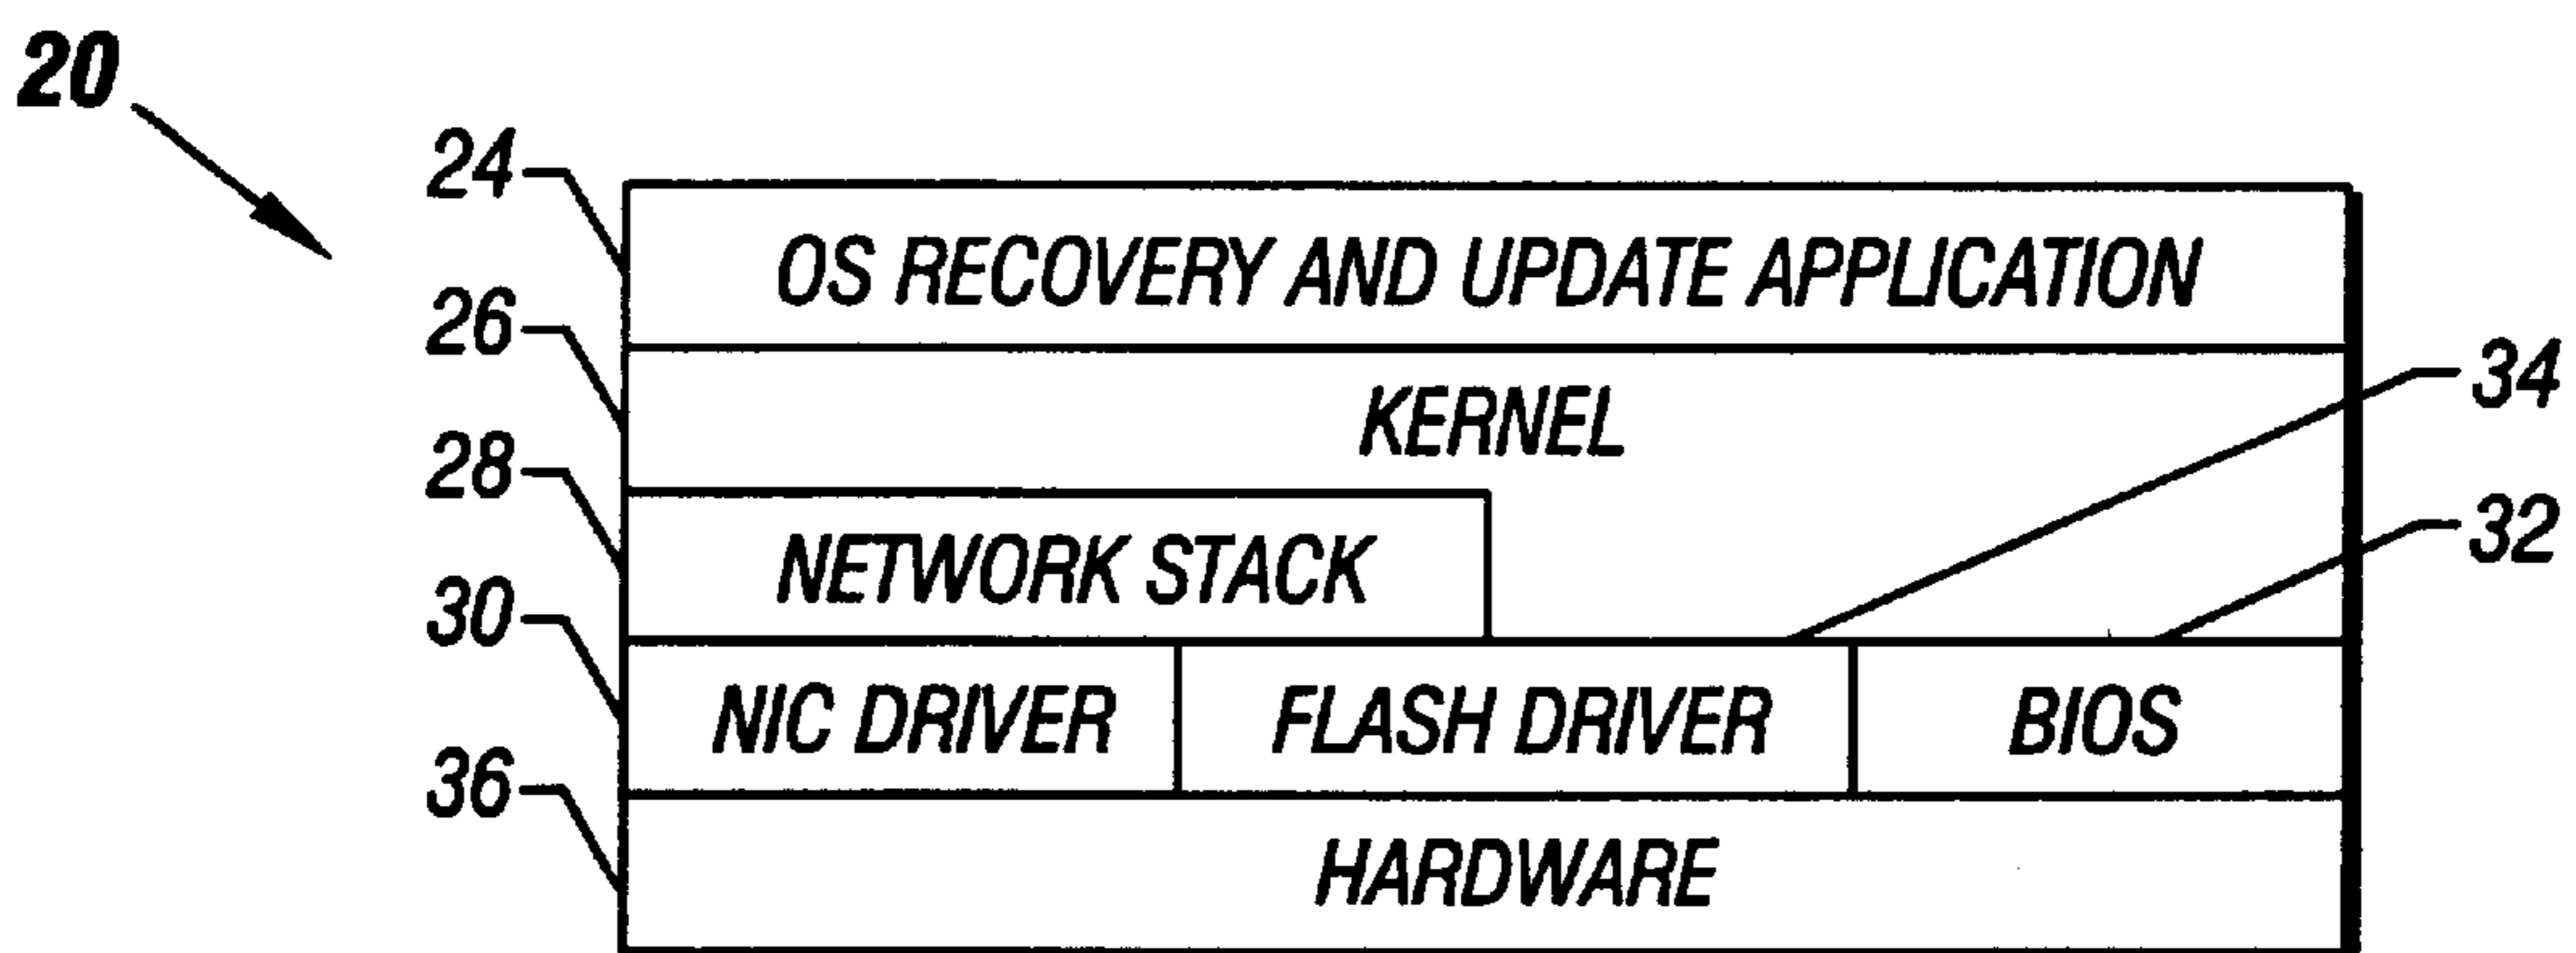 20
24
OS RECOVERY AND UPDATE APPLICATION
26
KERNEL
34
28
NETWORK STACK
32
30
NIC DRIVER
FLASH DRIVER
BIOS
36
HARDWARE